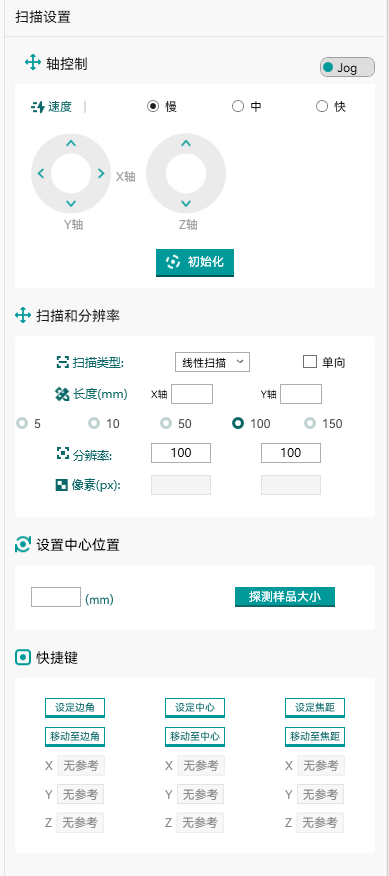 扫描设置
轴控制
Jog
速度 | 慢 中 快
X轴
Y轴 Z轴
初始化
扫描和分辨率
扫描类型: 线性扫描 单向
长度(mm) X轴 Y轴
5 10 50 100 150
分辨率: 100 100
像素(px):
设置中心位置
(mm) 探测样品大小
快捷键
设定边角 设定中心 设定焦距
移动至边角 移动至中心 移动至焦距
X 无参考 X 无参考 X 无参考
Y 无参考 Y 无参考 Y 无参考
Z 无参考 Z 无参考 Z 无参考